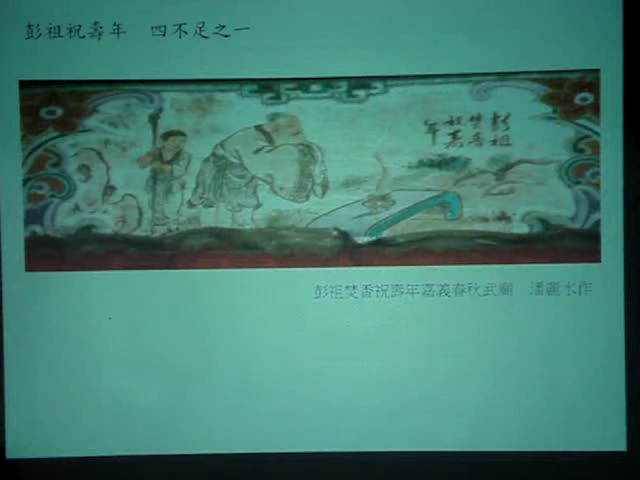 彭祖祝壽年　四不足之一
彭祖
焚香
祝壽
年
彭祖焚香祝壽年嘉義春秋武廟　潘麗水作